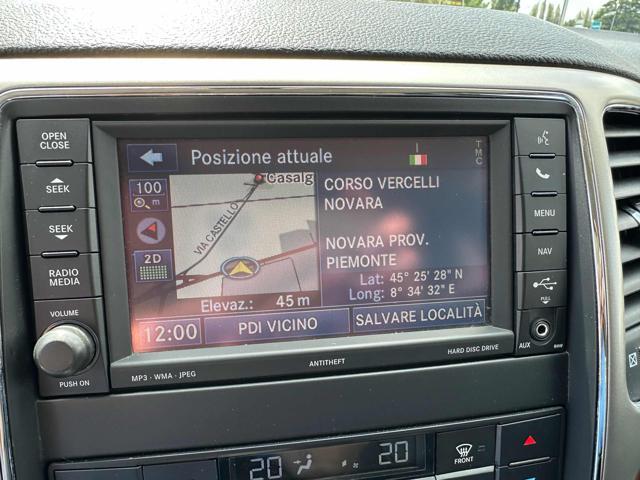 OPEN
CLOSE
SEEK
SEEK
RADIO
MEDIA
VOLUME
PUSH ON
Posizione attuale
I
TMC
100
m
2D
Casalg
VIA CASTELLO
CORSO VERCELLI
NOVARA
NOVARA PROV.
PIEMONTE
Lat: 45° 25' 28" N
Long: 8° 34' 32" E
Elevaz.: 45 m
12:00
PDI VICINO
SALVARE LOCALITÀ
MP3 · WMA · JPEG
ANTITHEFT
HARD DISC DRIVE
MENU
NAV
PULL
AUX
20
20
FRONT